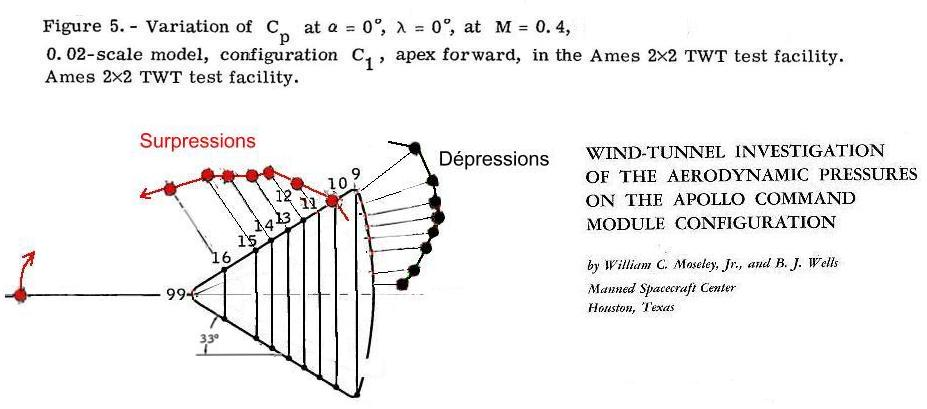 Figure 5. - Variation of Cp at α = 0°, λ = 0°, at M = 0.4,
0.02-scale model, configuration C1, apex forward, in the Ames 2×2 TWT test facility.
Ames 2×2 TWT test facility.
Surpressions
Dépressions
9
10
11
12
13
14
15
16
99
33°
WIND-TUNNEL INVESTIGATION
OF THE AERODYNAMIC PRESSURES
ON THE APOLLO COMMAND
MODULE CONFIGURATION
by William C. Moseley, Jr., and B. J. Wells
Manned Spacecraft Center
Houston, Texas